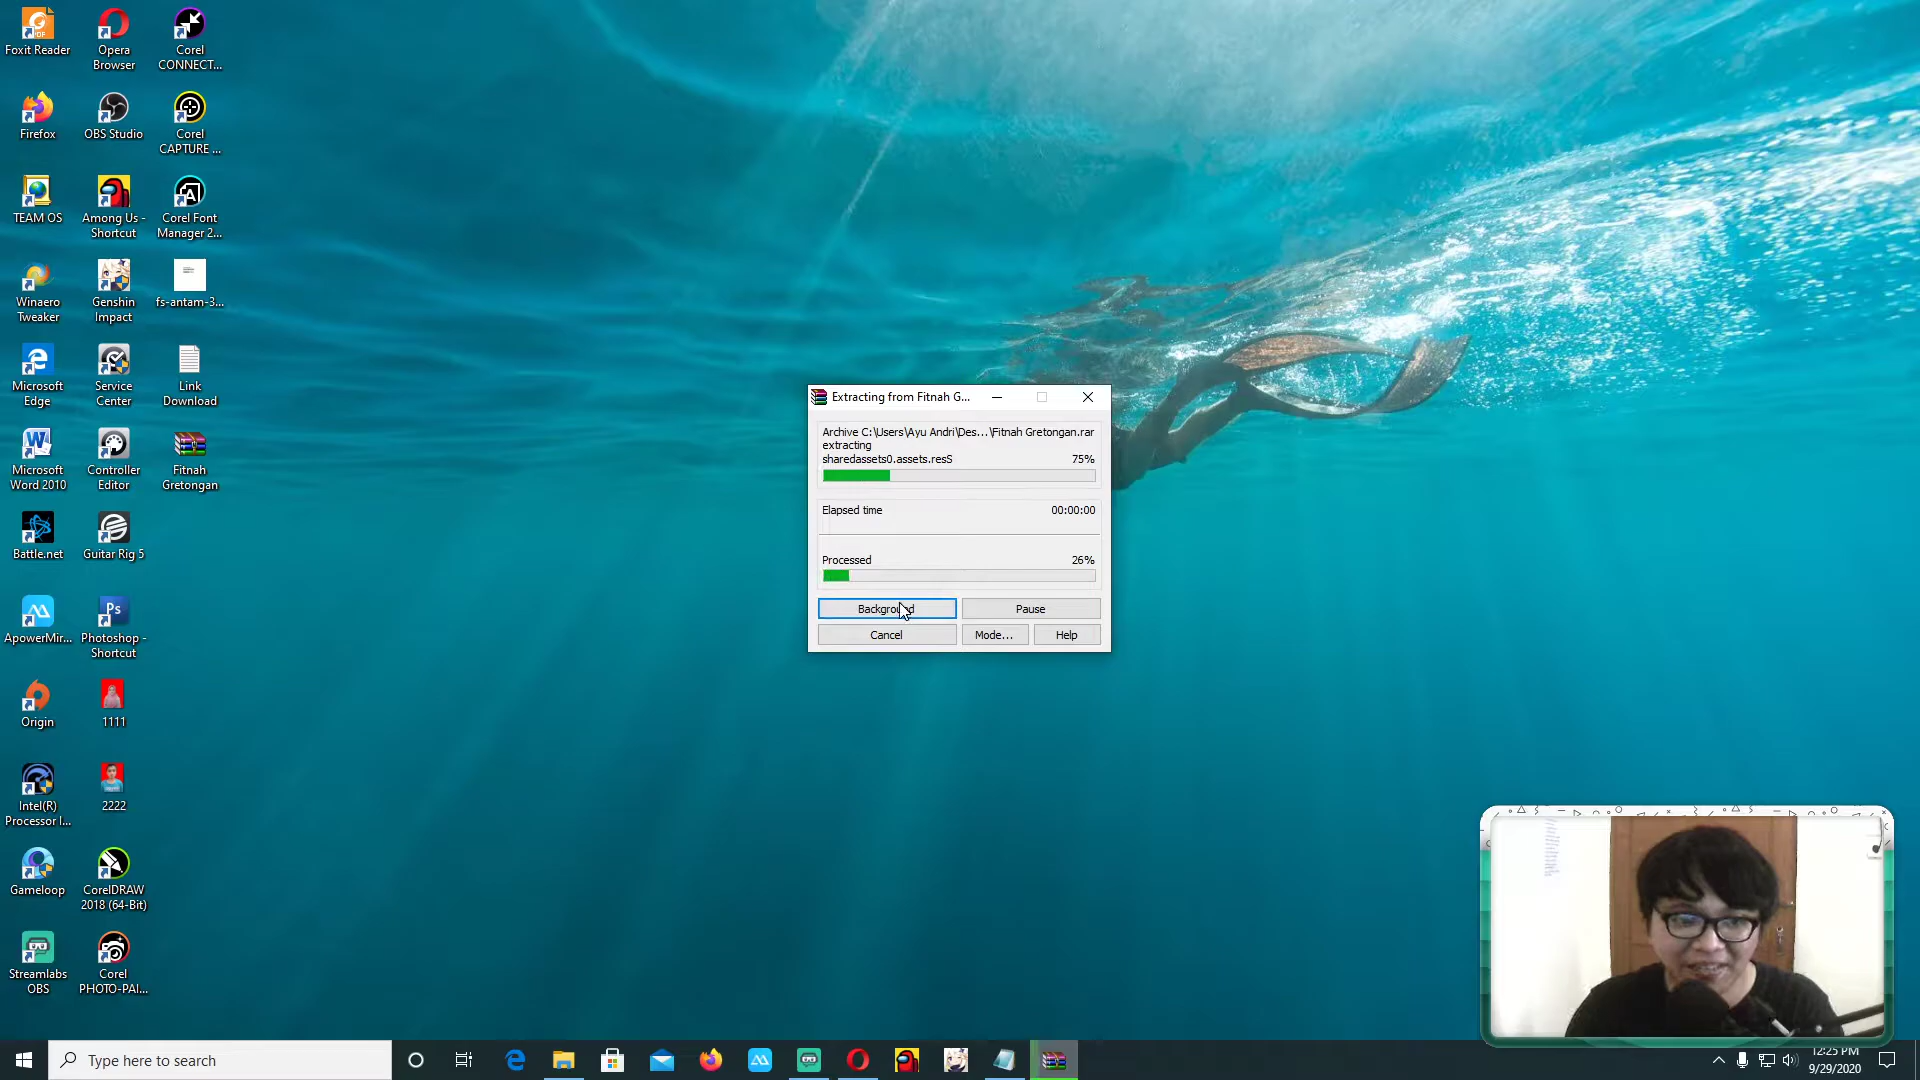 Foxit Reader
Opera
Browser
Corel
CONNECT...
Firefox
OBS Studio
Corel
CAPTURE ...
TEAM OS
Among Us -
Shortcut
Corel Font
Manager 2...
Winaero
Tweaker
Genshin
Impact
fs-antam-3...
Microsoft
Edge
Service
Center
Link
Download
Microsoft
Word 2010
Controller
Editor
Fitnah
Gretongan
Battle.net
Guitar Rig 5
ApowerMir...
Photoshop -
Shortcut
Origin
1111
Intel(R)
Processor I...
2222
Gameloop
CorelDRAW
2018 (64-Bit)
Streamlabs
OBS
Corel
PHOTO-PAI...
Extracting from Fitnah G...
Archive C:\Users\Ayu Andri\Des...\Fitnah Gretongan.rar
extracting
sharedassets0.assets.resS 75%
Elapsed time 00:00:00
Processed 26%
Background Pause
Cancel Mode... Help
Type here to search
12:25 PM
9/29/2020